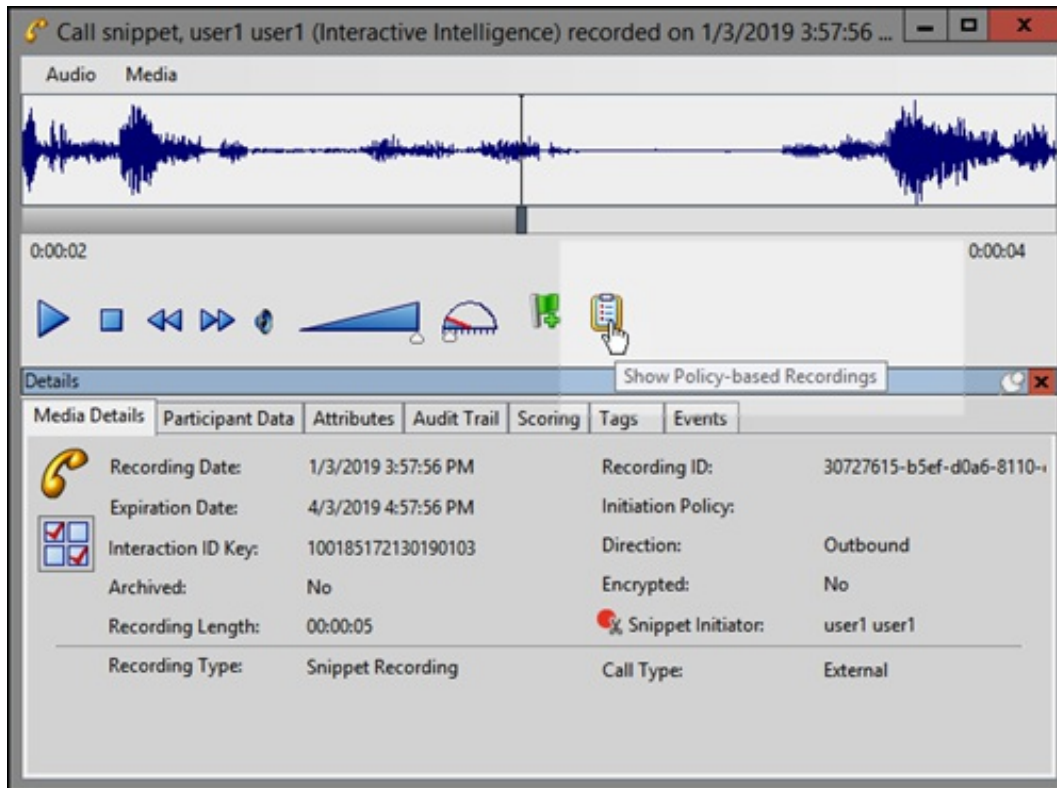 Call snippet, user1 user1 (Interactive Intelligence) recorded on 1/3/2019 3:57:56 ...
Audio Media
0:00:02 0:00:04
Show Policy-based Recordings
Details
Media Details Participant Data Attributes Audit Trail Scoring Tags Events
Recording Date: 1/3/2019 3:57:56 PM Recording ID: 30727615-b5ef-d0a6-8110-
Expiration Date: 4/3/2019 4:57:56 PM Initiation Policy:
Interaction ID Key: 100185172130190103 Direction: Outbound
Archived: No Encrypted: No
Recording Length: 00:00:05 Snippet Initiator: user1 user1
Recording Type: Snippet Recording Call Type: External